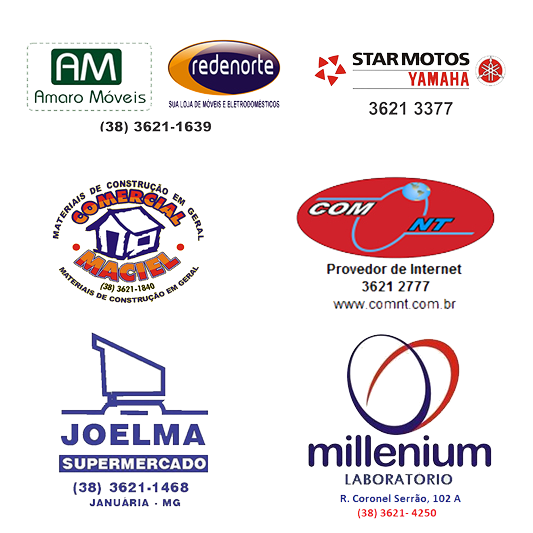 AM
Amaro Móveis
redenorte
SUA LOJA DE MÓVEIS E ELETRODOMÉSTICOS
(38) 3621-1639
STAR MOTOS
YAMAHA
3621 3377
MATERIAIS DE CONSTRUÇÃO EM GERAL
COMERCIAL
MACIEL
(38) 3621-1840
MATERIAIS DE CONSTRUÇÃO EM GERAL
COM NT
Provedor de Internet
3621 2777
www.comnt.com.br
JOELMA
SUPERMERCADO
(38) 3621-1468
JANUÁRIA - MG
millenium
LABORATORIO
R. Coronel Serrão, 102 A
(38) 3621- 4250